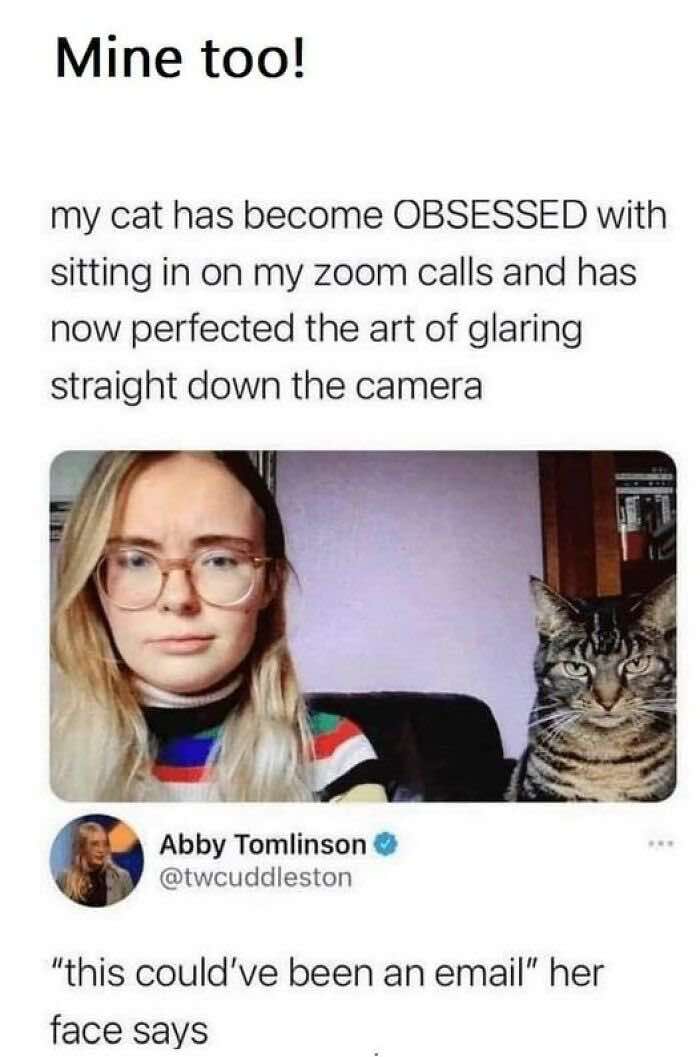 Mine too!
my cat has become OBSESSED with
sitting in on my zoom calls and has
now perfected the art of glaring
straight down the camera
Abby Tomlinson
@twcuddleston
"this could've been an email" her
face says